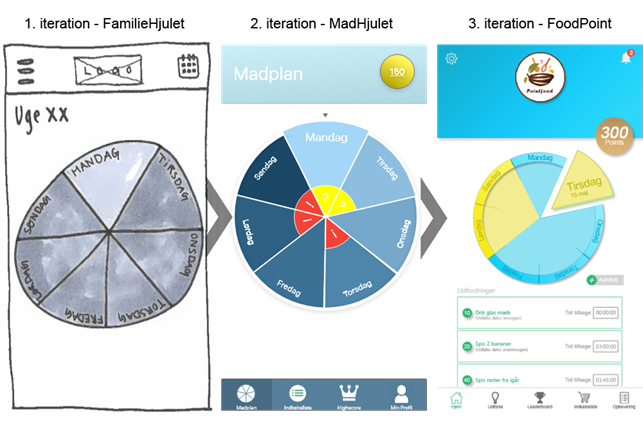 1. iteration - FamilieHjulet
2. iteration - MadHjulet
3. iteration - FoodPoint
LOGO
Uge XX
MANDAG
TIRSDAG
ONSDAG
TORSDAG
FREDAG
LØRDAG
SØNDAG
Madplan
160
Mandag
Tirsdag
Onsdag
Torsdag
Fredag
Lørdag
Søndag
Madplan
Indkøbsliste
Highscore
Min Profil
2
Pointfood
300
Points
Mandag
Tirsdag
15 maj
Onsdag
Torsdag
Fredag
Lørdag
Søndag
Udfordringer
10
Drik glas mælk
Tid tilbage:
00:00:00
20
Spis 2 bananer
Tid tilbage:
03:00:00
40
Spis rester fra igår
Tid tilbage:
01:45:00
Hjem
Udforsk
Leaderboard
Indkøbsliste
Opbevaring